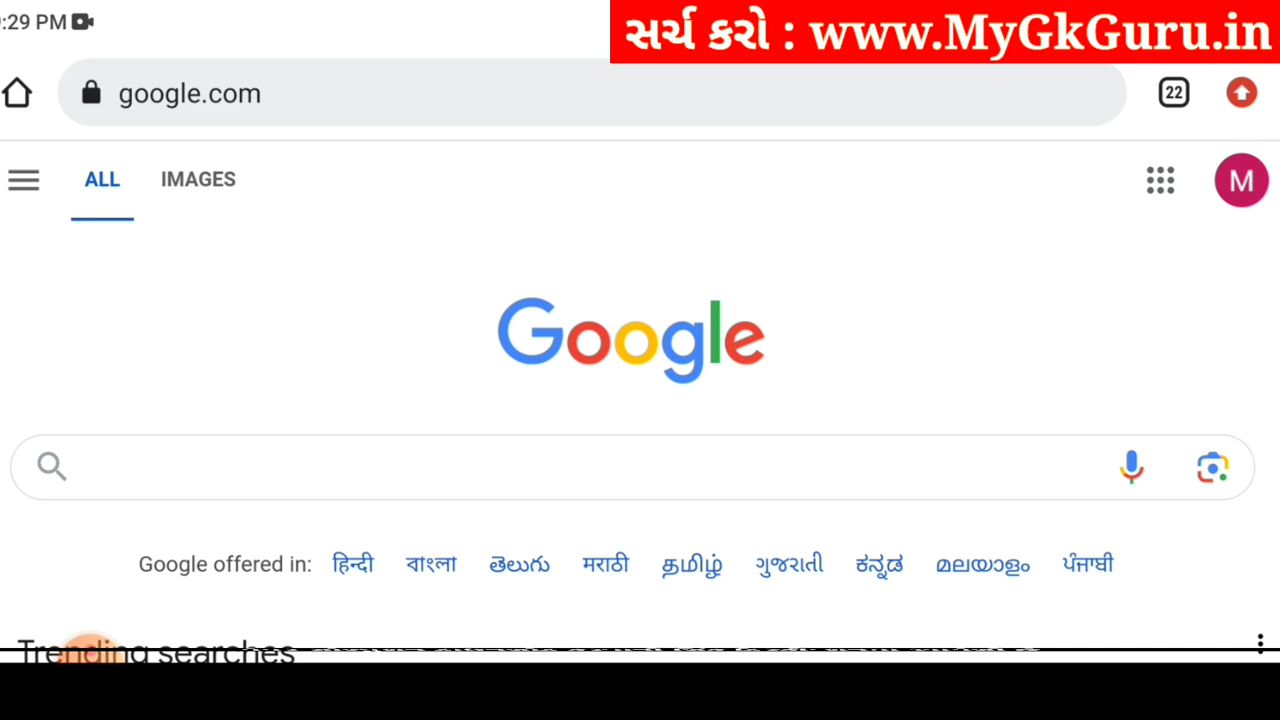 :29 PM
સર્ચ કરો : www.MyGkGuru.in
google.com
22
ALL IMAGES
M
Google
Google offered in: हिन्दी বাংলা తెలుగు मराठी தமிழ் ગુજરાતી ಕನ್ನಡ മലയാളം ਪੰਜਾਬੀ
Trending searches